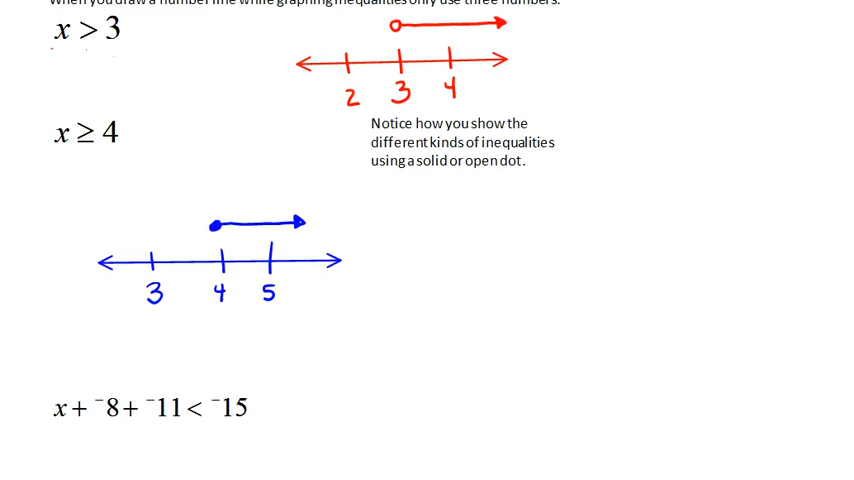 When you draw a number line while graphing inequalities only use three numbers.
x > 3
2 3 4
x ≥ 4
Notice how you show the
different kinds of inequalities
using a solid or open dot.
3 4 5
x + ⁻8 + ⁻11 < ⁻15